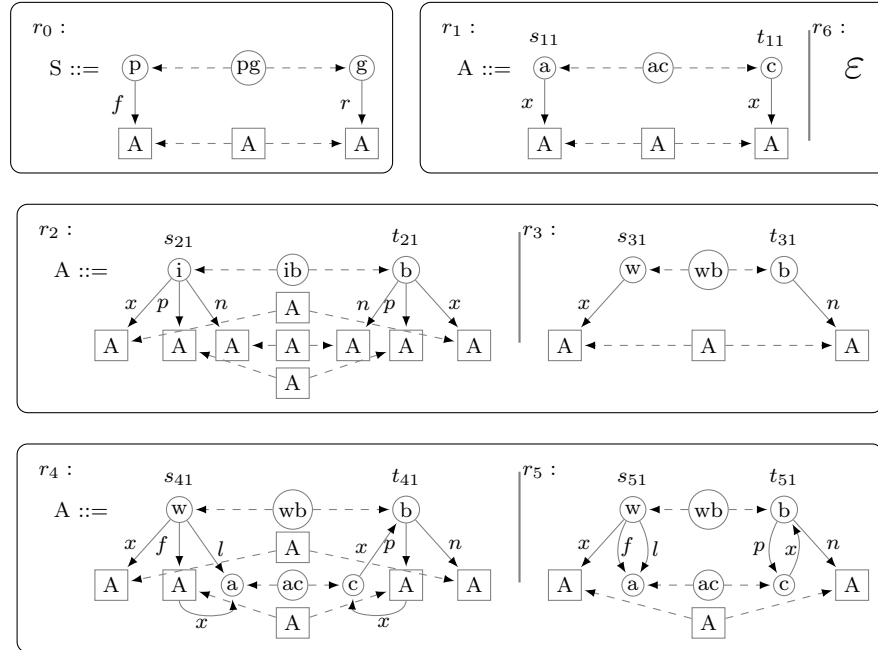 r₀ :
S ::= p pg g
f r
A A A
r₁ : s₁₁ t₁₁ r₆ :
A ::= a ac c ε
x x
A A A
r₂ : s₂₁ t₂₁ r₃ : s₃₁ t₃₁
A ::= i ib b w wb b
x p n A n p x x n
A A A A A A A A A A
A
r₄ : s₄₁ t₄₁ r₅ : s₅₁ t₅₁
A ::= w wb b w wb b
x f l A x p n x f l p x n
A A a ac c A A A a ac c A
x A x A